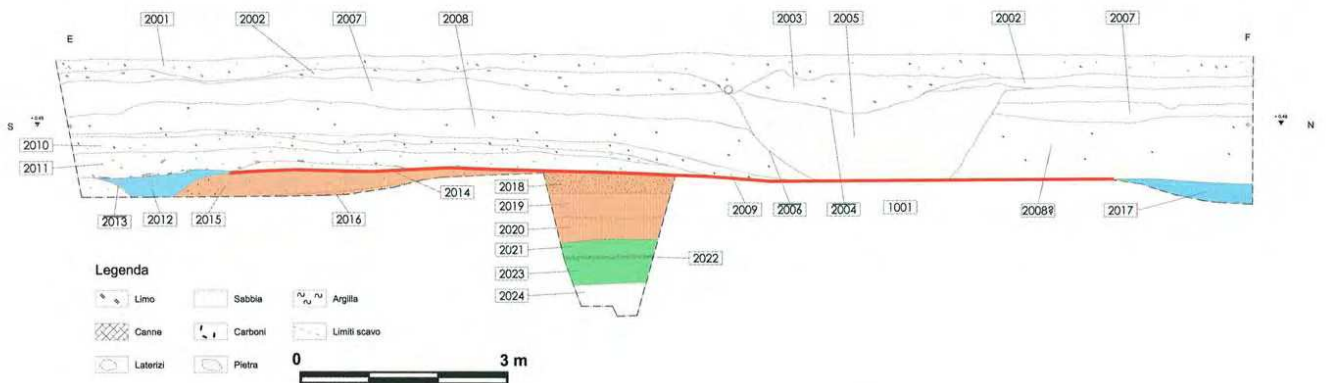 2001 2002 2007 2008 2003 2005 2002 2007
E F
S N
2010
2011
2013 2012 2015 2016 2014
2018
2019
2020
2021
2022
2023
2024
2009 2006 2004 1001 2008? 2017
Legenda
Limo Sabbia Argilla
Canne Carboni Limiti scavo
Laterizi Pietra
0 3 m